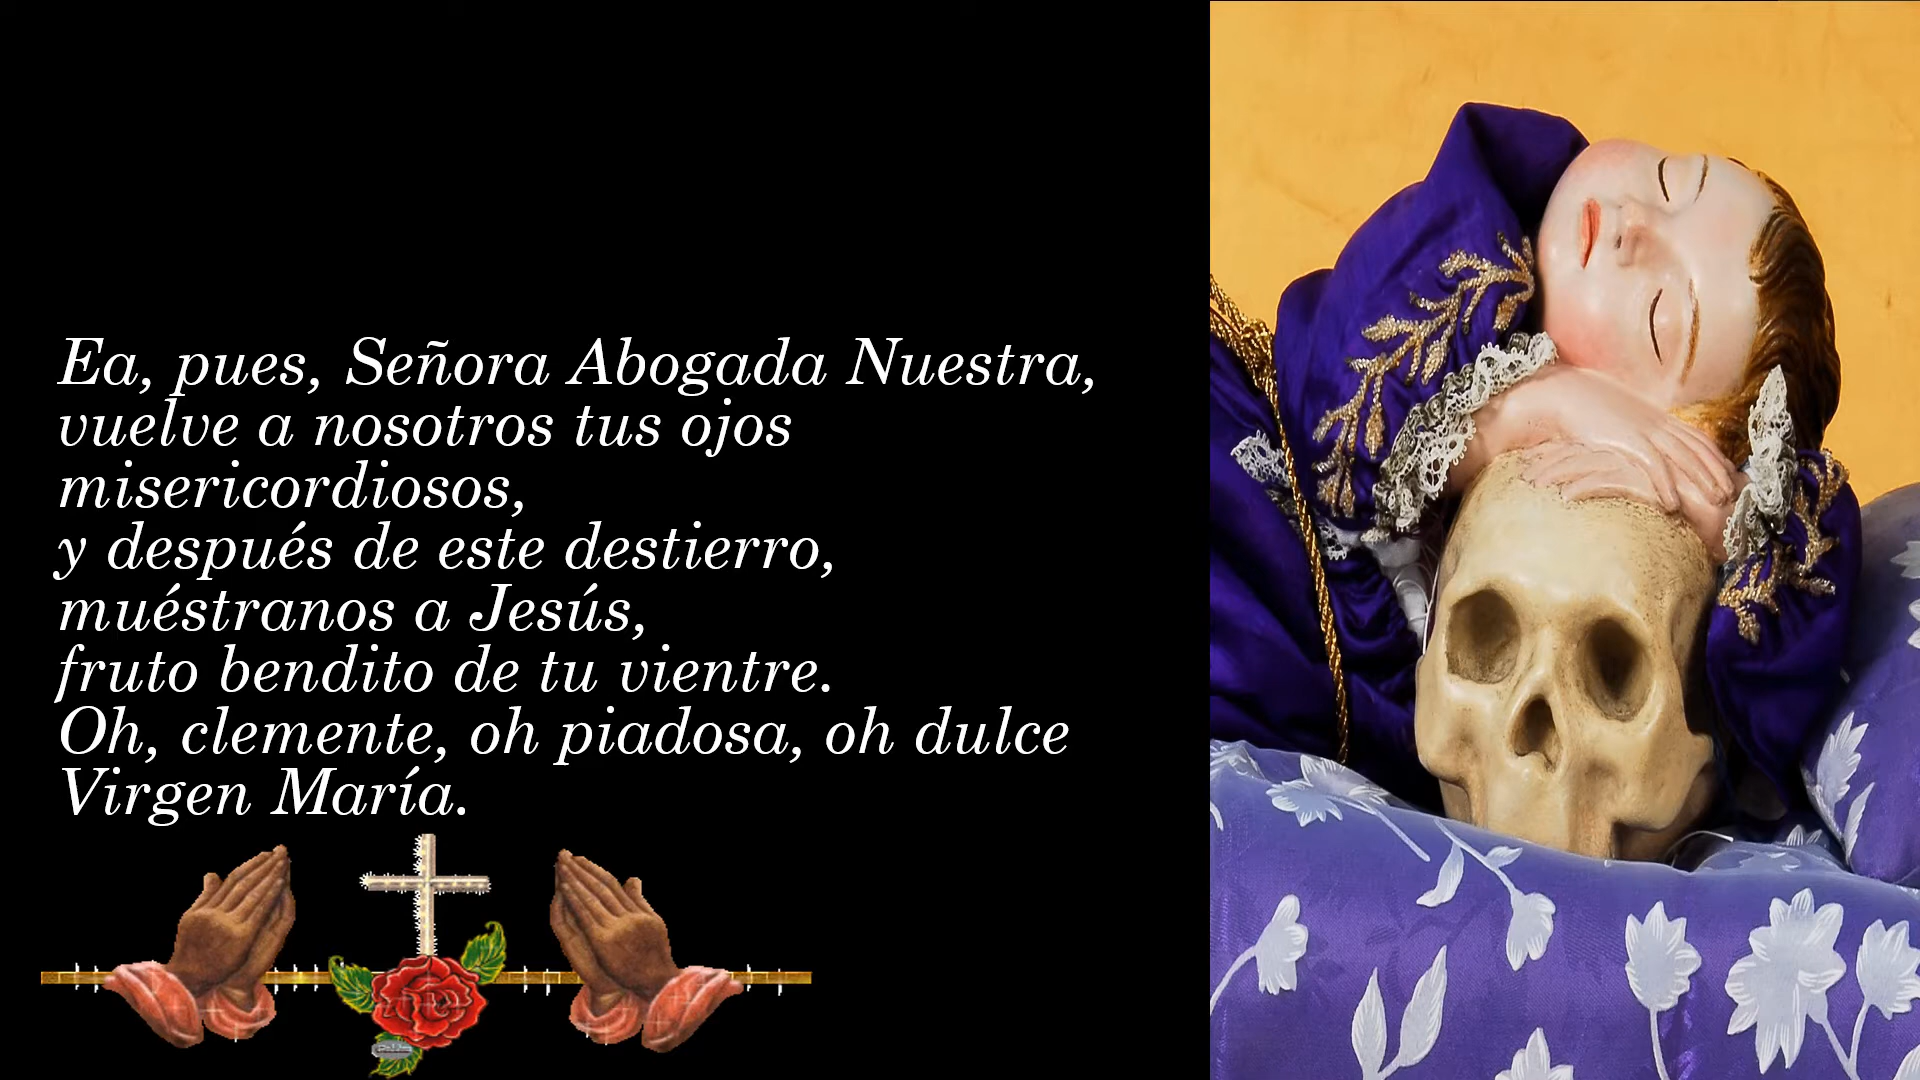 Ea, pues, Señora Abogada Nuestra,
vuelve a nosotros tus ojos
misericordiosos,
y después de este destierro,
muéstranos a Jesús,
fruto bendito de tu vientre.
Oh, clemente, oh piadosa, oh dulce
Virgen María.